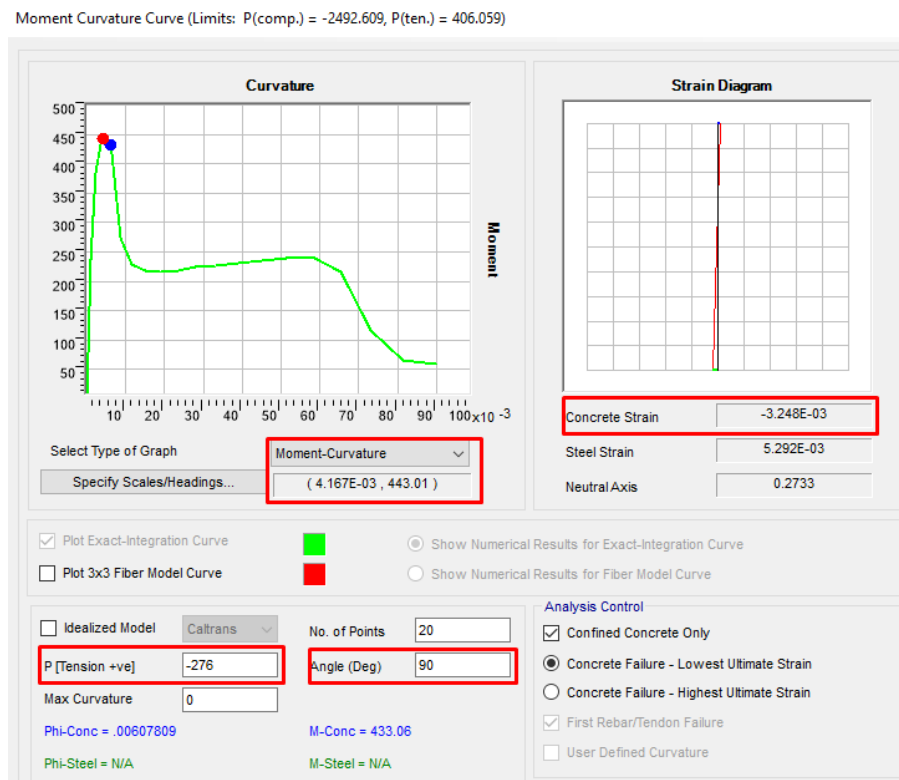 Moment Curvature Curve (Limits:  P(comp.) = -2492.609, P(ten.) = 406.059)
Curvature
500
450
400
350
300
250
200
150
100
50
Moment
10 20 30 40 50 60 70 80 90 100x10 -3
Select Type of Graph
Moment-Curvature
Specify Scales/Headings...
( 4.167E-03 , 443.01 )
Strain Diagram
Concrete Strain
-3.248E-03
Steel Strain
5.292E-03
Neutral Axis
0.2733
Plot Exact-Integration Curve
Show Numerical Results for Exact-Integration Curve
Plot 3x3 Fiber Model Curve
Show Numerical Results for Fiber Model Curve
Idealized Model
Caltrans
No. of Points
20
P [Tension +ve]
-276
Angle (Deg)
90
Max Curvature
0
Phi-Conc = .00607809
M-Conc = 433.06
Phi-Steel = N/A
M-Steel = N/A
Analysis Control
Confined Concrete Only
Concrete Failure - Lowest Ultimate Strain
Concrete Failure - Highest Ultimate Strain
First Rebar/Tendon Failure
User Defined Curvature